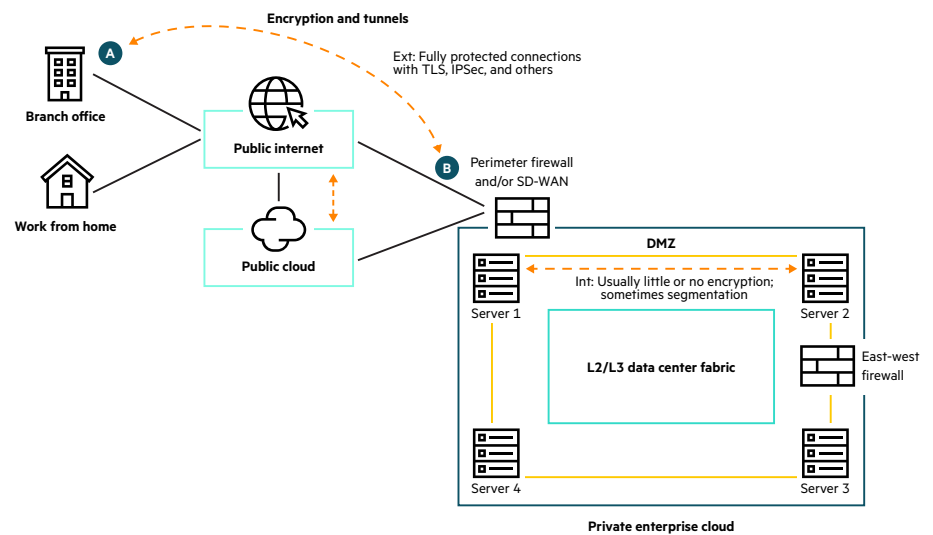 Encryption and tunnels
A
Ext: Fully protected connections
with TLS, IPSec, and others
Branch office
Public internet
B
Perimeter firewall
and/or SD-WAN
Work from home
Public cloud
DMZ
Int: Usually little or no encryption;
sometimes segmentation
Server 1
Server 2
L2/L3 data center fabric
East-west
firewall
Server 4
Server 3
Private enterprise cloud